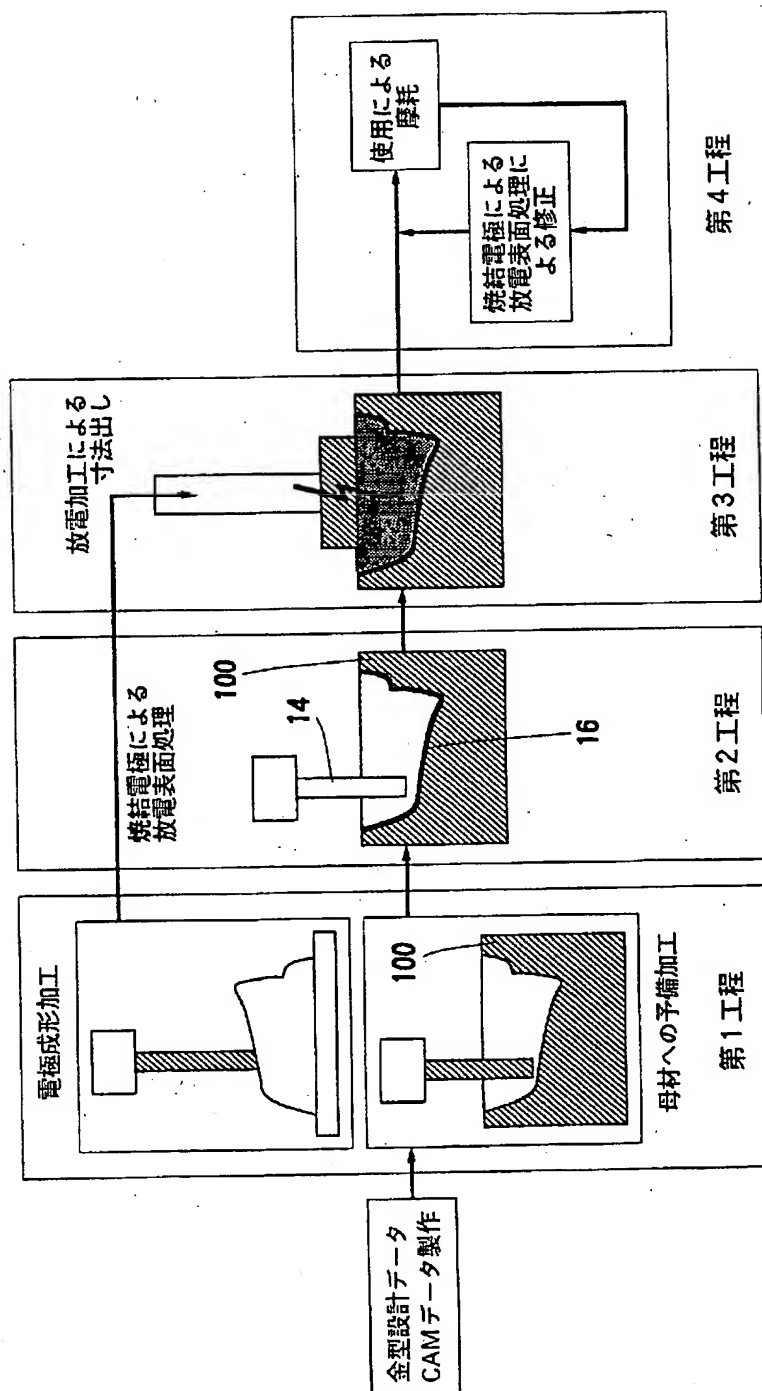 金型設計データ
CAMデータ製作
電極成形加工
100
母材への予備加工
第1工程
焼結電極による
放電表面処理
14
100
16
第2工程
放電加工による
寸法出し
第3工程
使用による
摩耗
焼結電極による
放電表面処理に
よる修正
第4工程